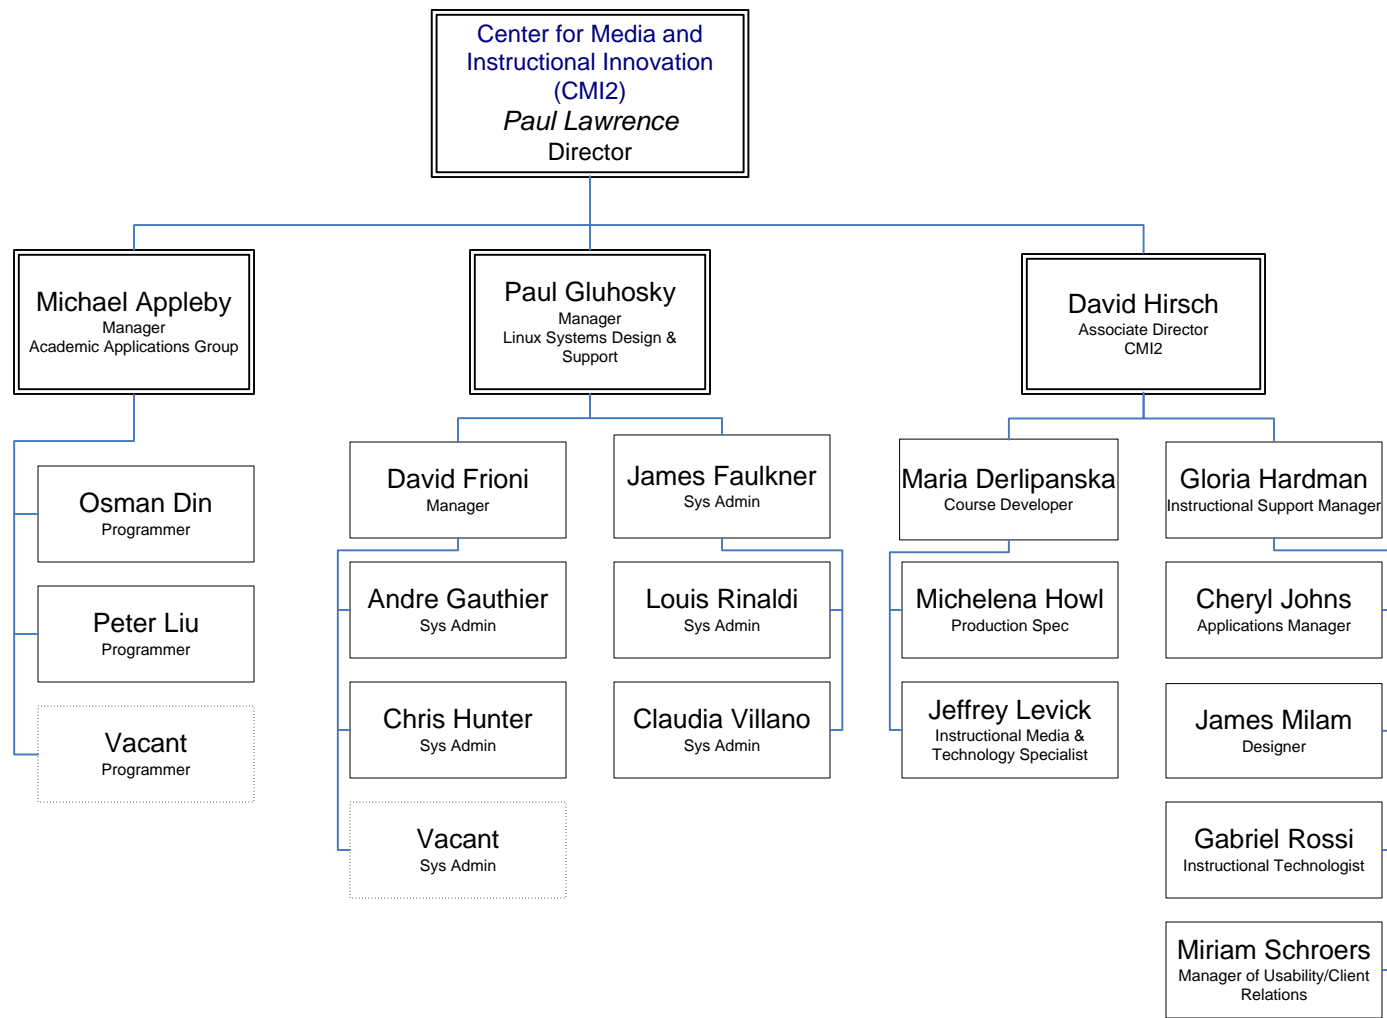 Center for Media and
Instructional Innovation
(CMI2)
Paul Lawrence
Director
Michael Appleby
Manager
Academic Applications Group
Paul Gluhosky
Manager
Linux Systems Design &
Support
David Hirsch
Associate Director
CMI2
Osman Din
Programmer
Peter Liu
Programmer
Vacant
Programmer
David Frioni
Manager
Andre Gauthier
Sys Admin
Chris Hunter
Sys Admin
Vacant
Sys Admin
James Faulkner
Sys Admin
Louis Rinaldi
Sys Admin
Claudia Villano
Sys Admin
Maria Derlipanska
Course Developer
Michelena Howl
Production Spec
Jeffrey Levick
Instructional Media &
Technology Specialist
Gloria Hardman
Instructional Support Manager
Cheryl Johns
Applications Manager
James Milam
Designer
Gabriel Rossi
Instructional Technologist
Miriam Schroers
Manager of Usability/Client
Relations